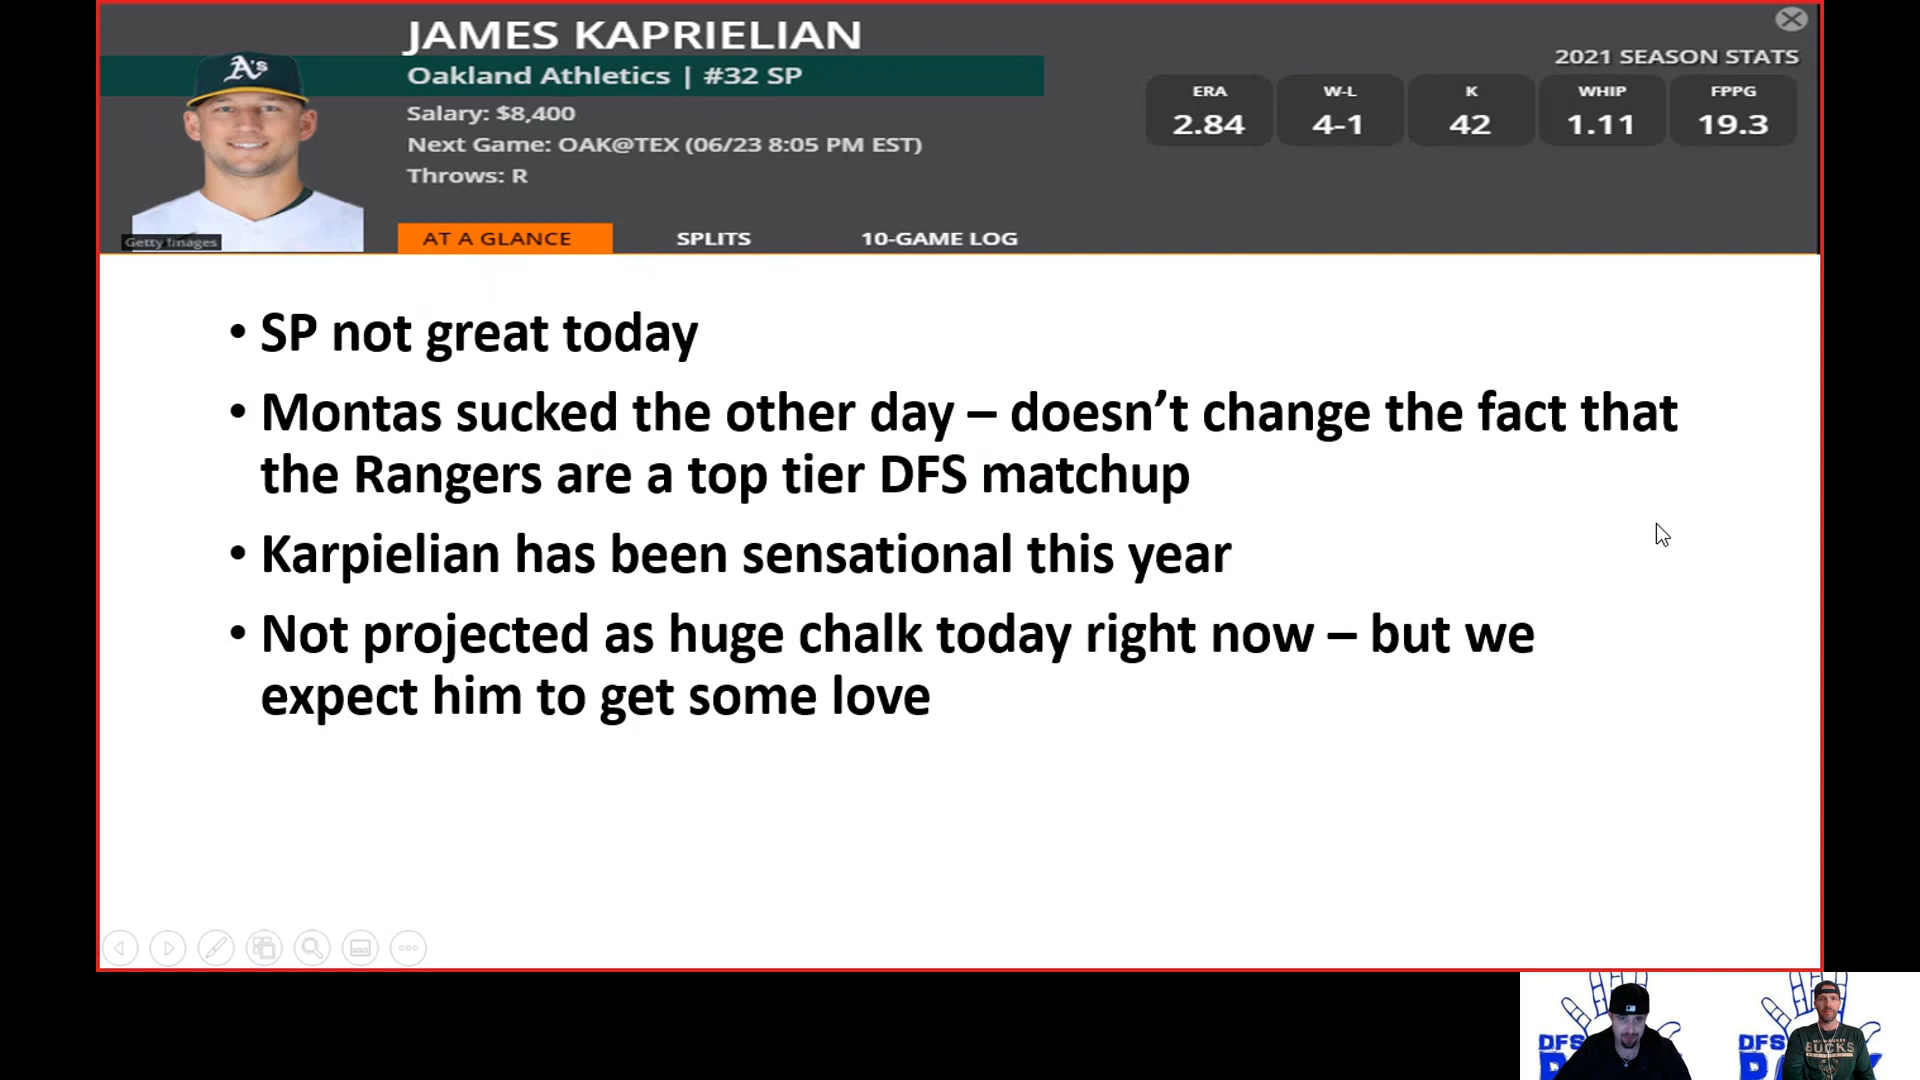 JAMES KAPRIELIAN
Oakland Athletics | #32 SP
Salary: $8,400
Next Game: OAK@TEX (06/23 8:05 PM EST)
Throws: R
2021 SEASON STATS
ERA W-L K WHIP FPPG
2.84 4-1 42 1.11 19.3
A's
Getty Images
AT A GLANCE SPLITS 10-GAME LOG
• SP not great today
• Montas sucked the other day – doesn’t change the fact that
the Rangers are a top tier DFS matchup
• Karpielian has been sensational this year
• Not projected as huge chalk today right now – but we
expect him to get some love
DFS
DFS
BUCKS